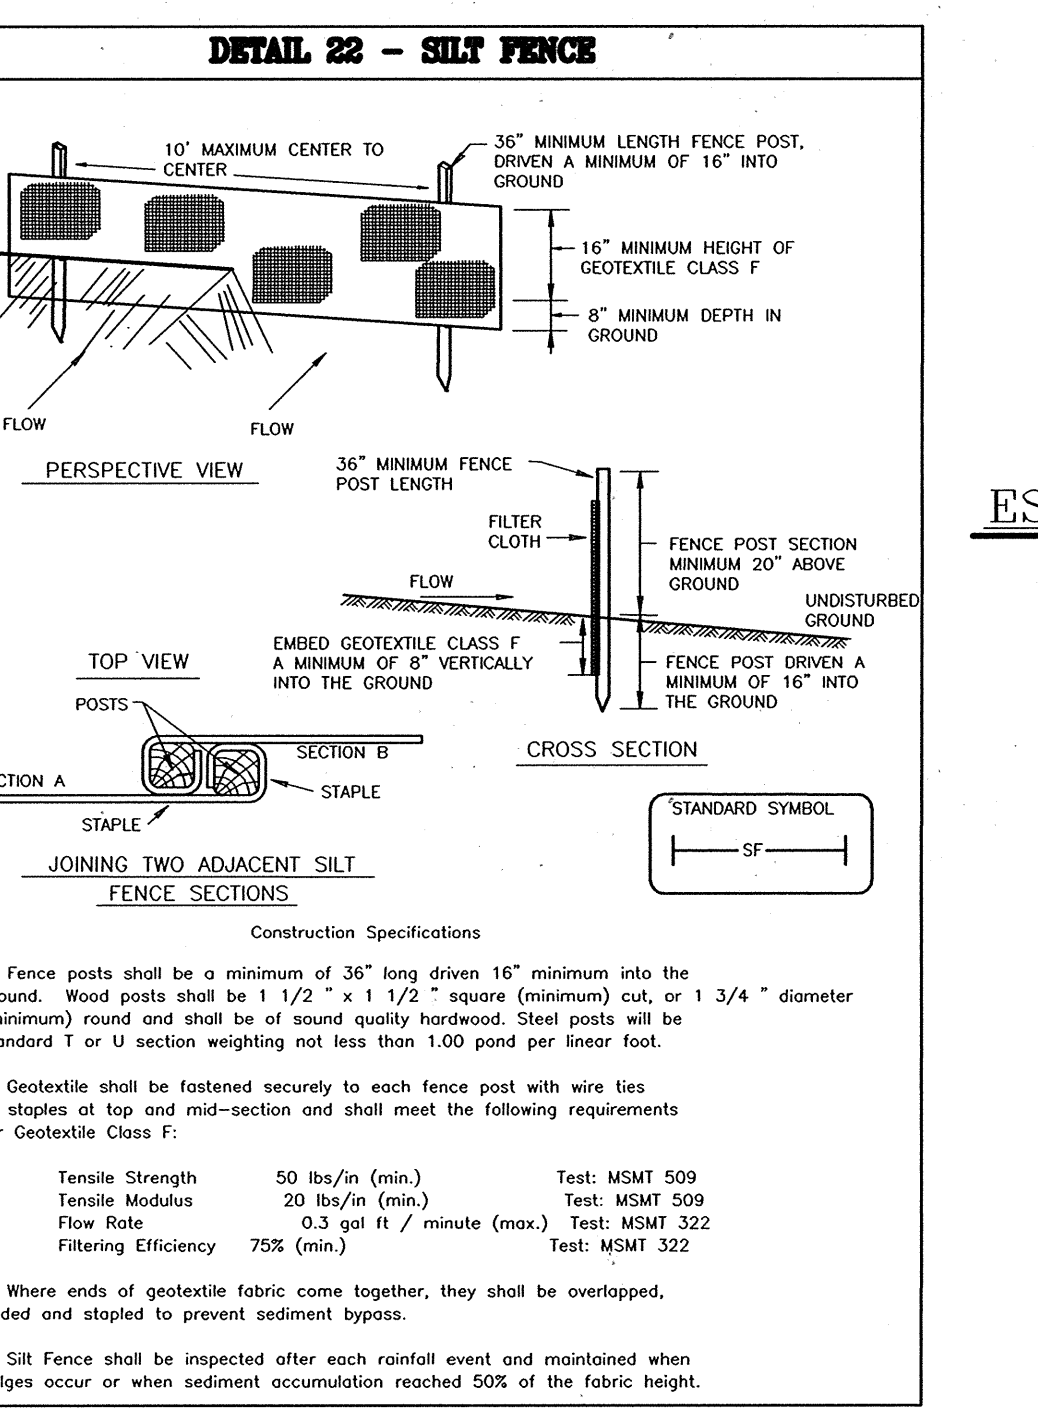 DETAIL 22 – SILT FENCE
10' MAXIMUM CENTER TO
CENTER
36" MINIMUM LENGTH FENCE POST,
DRIVEN A MINIMUM OF 16" INTO
GROUND
16" MINIMUM HEIGHT OF
GEOTEXTILE CLASS F
8" MINIMUM DEPTH IN
GROUND
FLOW
FLOW
PERSPECTIVE VIEW
36" MINIMUM FENCE
POST LENGTH
FILTER
CLOTH
FLOW
FENCE POST SECTION
MINIMUM 20" ABOVE
GROUND
UNDISTURBED
GROUND
EMBED GEOTEXTILE CLASS F
A MINIMUM OF 8" VERTICALLY
INTO THE GROUND
FENCE POST DRIVEN A
MINIMUM OF 16" INTO
THE GROUND
CROSS SECTION
TOP VIEW
POSTS
SECTION B
CTION A
STAPLE
STAPLE
JOINING TWO ADJACENT SILT
FENCE SECTIONS
STANDARD SYMBOL
SF
ES
Construction Specifications
Fence posts shall be a minimum of 36" long driven 16" minimum into the
ound. Wood posts shall be 1 1/2 " x 1 1/2 " square (minimum) cut, or 1 3/4 " diameter
inimum) round and shall be of sound quality hardwood. Steel posts will be
andard T or U section weighting not less than 1.00 pond per linear foot.
Geotextile shall be fastened securely to each fence post with wire ties
staples at top and mid-section and shall meet the following requirements
r Geotextile Class F:
Tensile Strength 50 lbs/in (min.) Test: MSMT 509
Tensile Modulus 20 lbs/in (min.) Test: MSMT 509
Flow Rate 0.3 gal ft / minute (max.) Test: MSMT 322
Filtering Efficiency 75% (min.) Test: MSMT 322
Where ends of geotextile fabric come together, they shall be overlapped,
ded and stapled to prevent sediment bypass.
Silt Fence shall be inspected after each rainfall event and maintained when
lges occur or when sediment accumulation reached 50% of the fabric height.